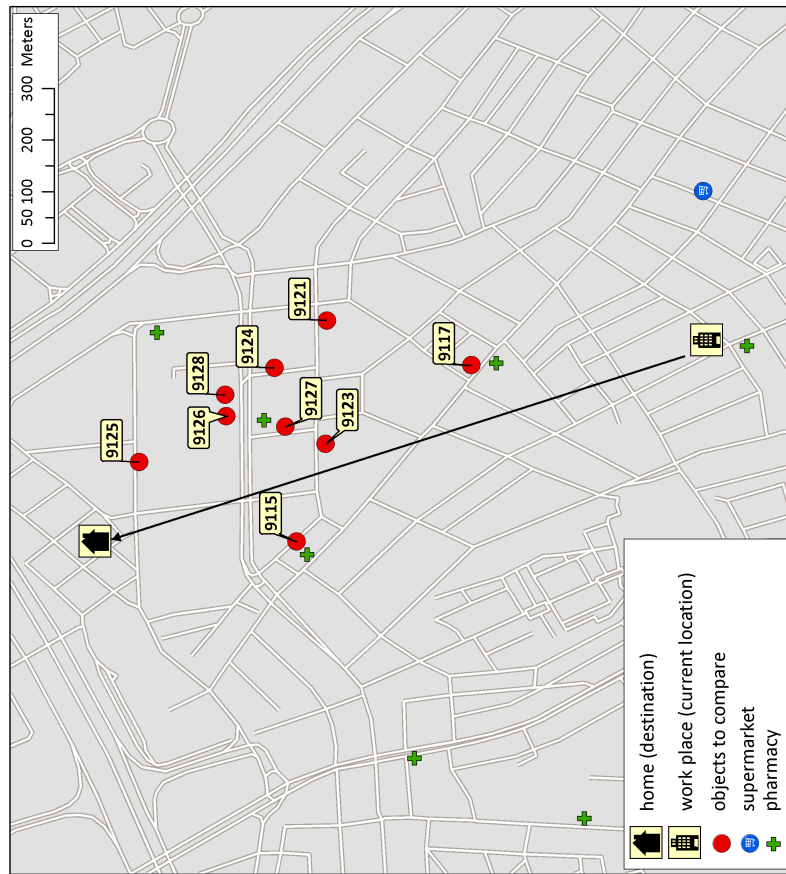 0 50 100 200 300 Meters
9125
9128
9126
9124
9121
9127
9123
9115
9117
home (destination)
work place (current location)
objects to compare
supermarket
pharmacy